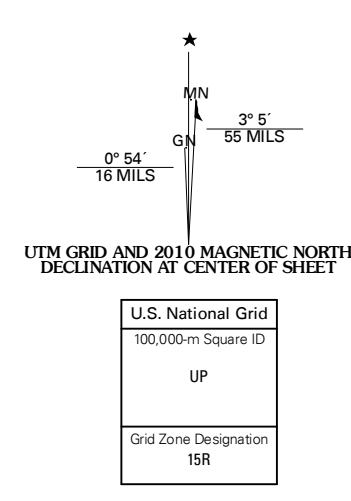 MN
3° 5´
55 MILS
GN
0° 54´
16 MILS
UTM GRID AND 2010 MAGNETIC NORTH
DECLINATION AT CENTER OF SHEET
U.S. National Grid
100,000-m Square ID
UP
Grid Zone Designation
15R